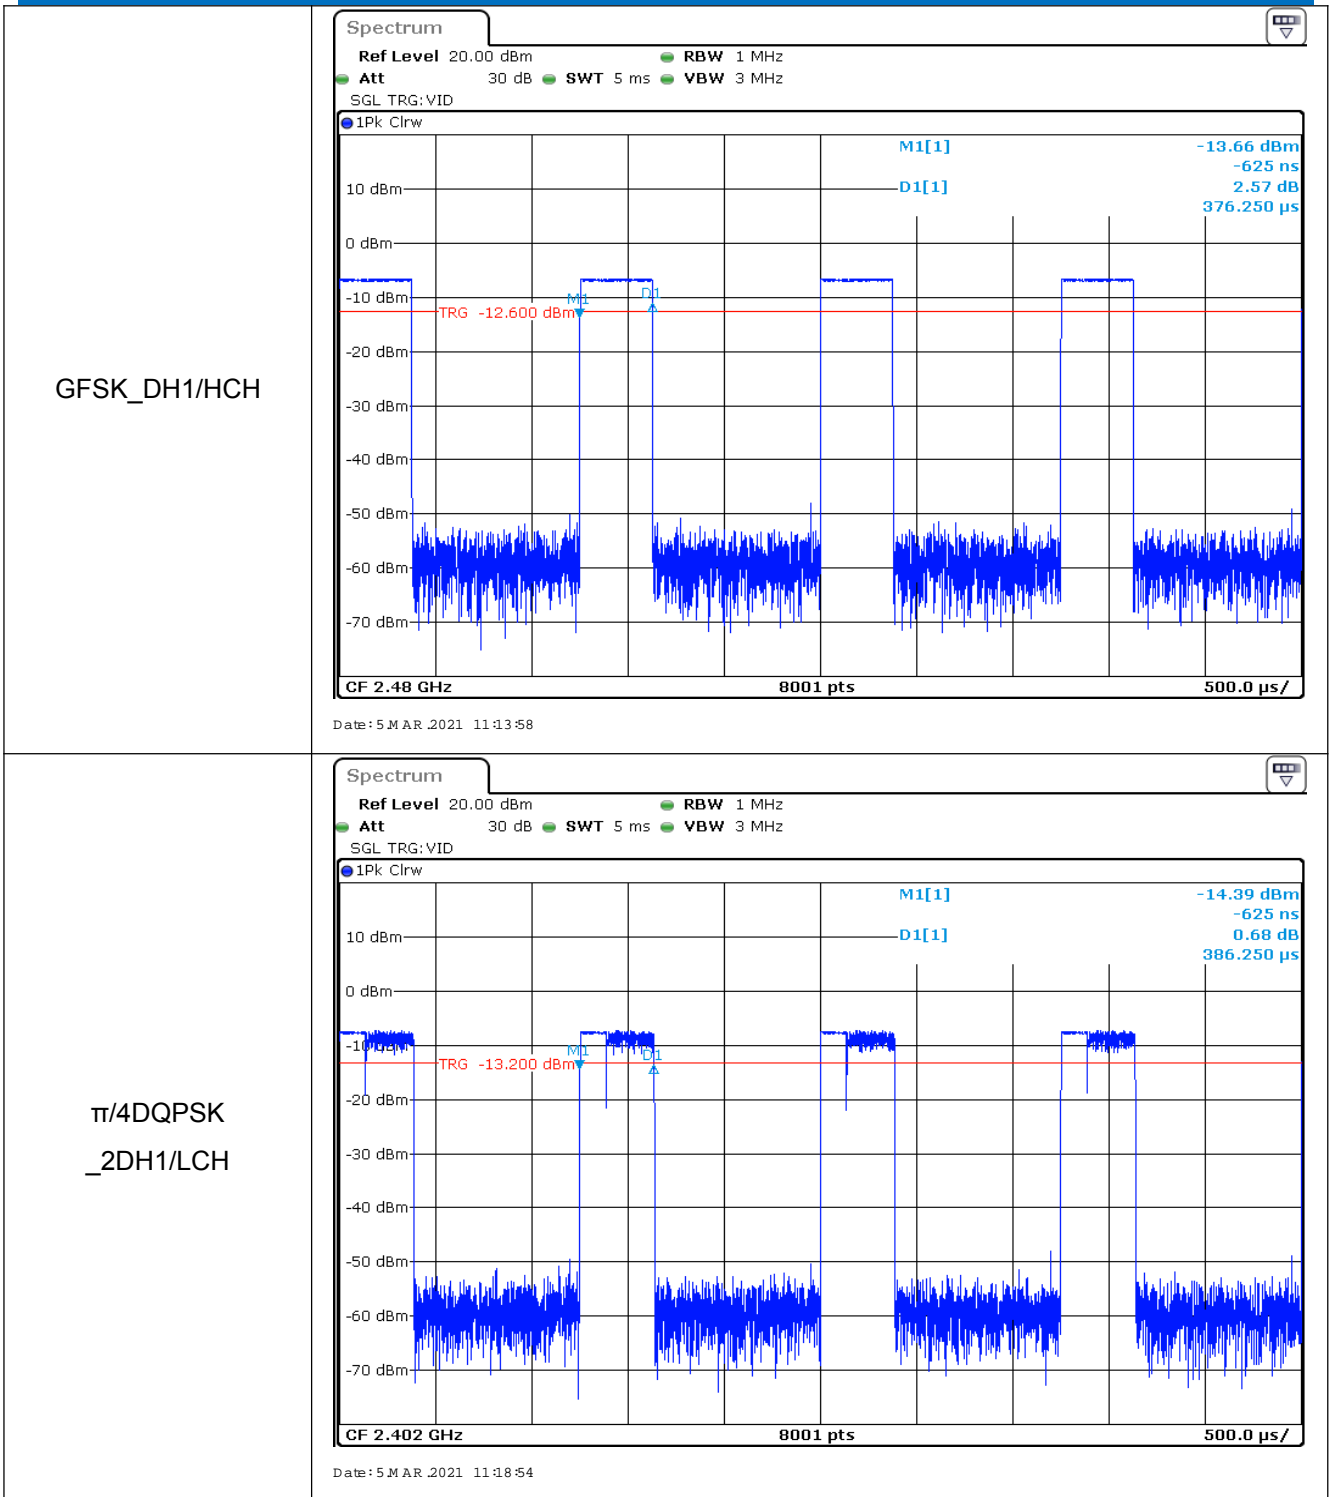 GFSK_DH1/HCH
Spectrum
Ref Level 20.00 dBm RBW 1 MHz
Att 30 dB SWT 5 ms VBW 3 MHz
SGL TRG:VID
1Pk Clrw
M1[1] -13.66 dBm
-625 ns
10 dBm D1[1] 2.57 dB
376.250 µs
0 dBm
-10 dBm M1 D1
TRG -12.600 dBm
-20 dBm
-30 dBm
-40 dBm
-50 dBm
-60 dBm
-70 dBm
CF 2.48 GHz 8001 pts 500.0 µs/
Date: 5.MAR.2021 11:13:58
π/4DQPSK
_2DH1/LCH
Spectrum
Ref Level 20.00 dBm RBW 1 MHz
Att 30 dB SWT 5 ms VBW 3 MHz
SGL TRG:VID
1Pk Clrw
M1[1] -14.39 dBm
-625 ns
10 dBm D1[1] 0.68 dB
386.250 µs
0 dBm
-10 dBm M1 D1
TRG -13.200 dBm
-20 dBm
-30 dBm
-40 dBm
-50 dBm
-60 dBm
-70 dBm
CF 2.402 GHz 8001 pts 500.0 µs/
Date: 5.MAR.2021 11:18:54